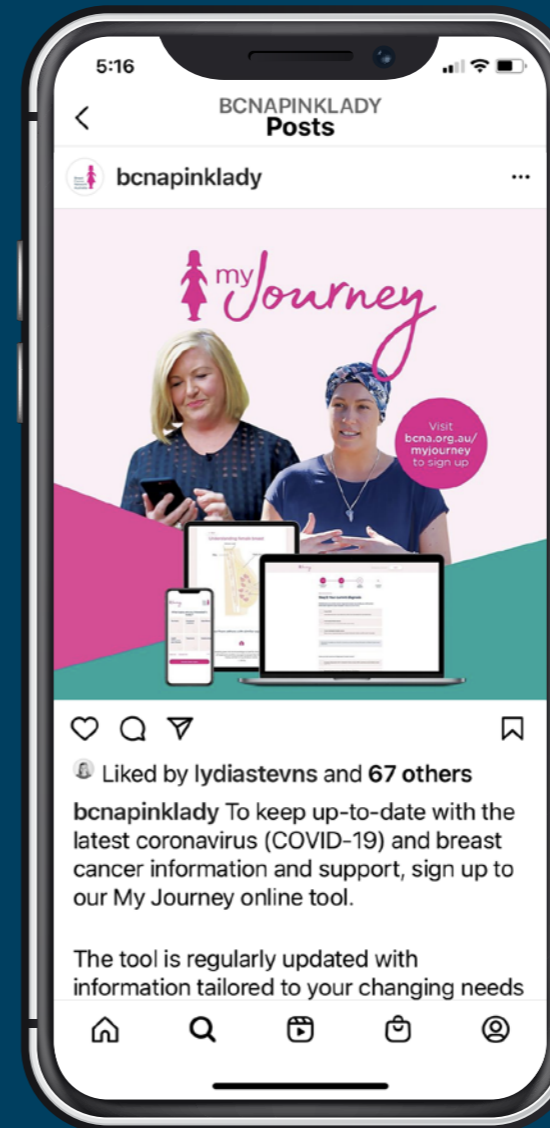 5:16
BCNAPINKLADY
Posts
bcnapinklady
my Journey
Visit
bcna.org.au/
myjourney
to sign up
Understanding breast cancer
Liked by lydiastevns and 67 others
bcnapinklady To keep up-to-date with the
latest coronavirus (COVID-19) and breast
cancer information and support, sign up to
our My Journey online tool.
The tool is regularly updated with
information tailored to your changing needs